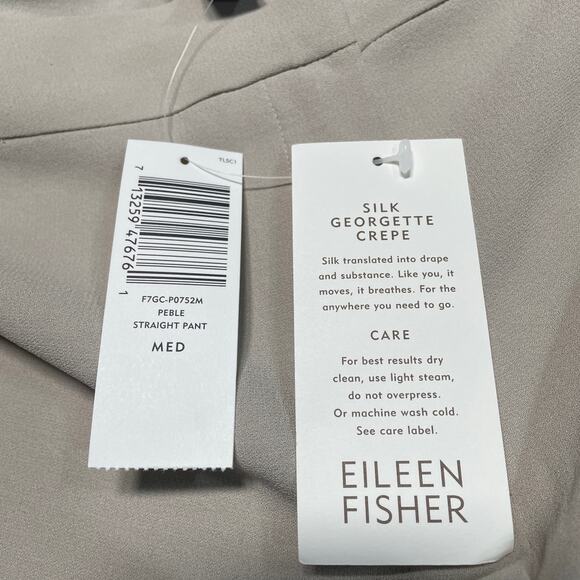 TLSC1
7 13259 47676 1
F7GC-P0752M
PEBLE
STRAIGHT PANT
MED
SILK
GEORGETTE
CREPE
Silk translated into drape
and substance. Like you, it
moves, it breathes. For the
anywhere you need to go.
CARE
For best results dry
clean, use light steam,
do not overpress.
Or machine wash cold.
See care label.
EILEEN
FISHER